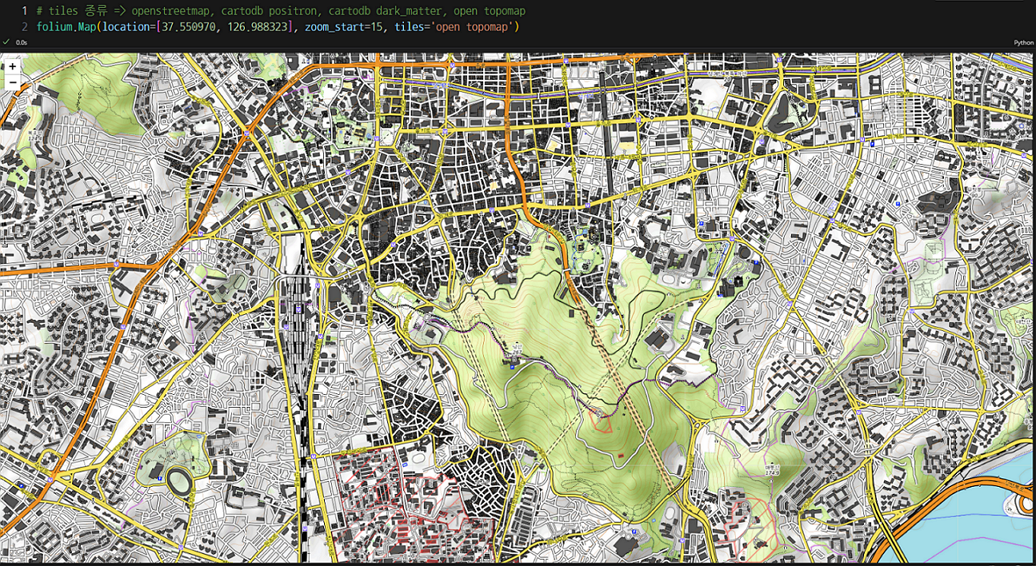 1 # tiles 종류 => openstreetmap, cartodb positron, cartodb dark_matter, open topomap
2 folium.Map(location=[37.550970, 126.988323], zoom_start=15, tiles='open topomap')
✓ 0.0s Python
+
−